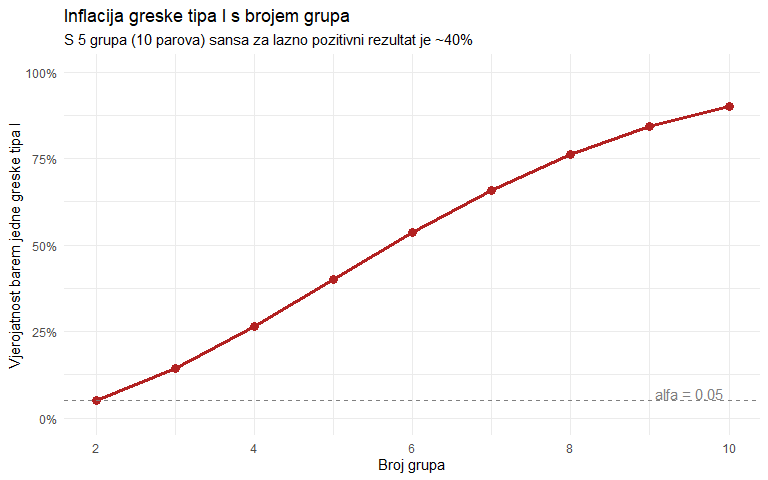 Inflacija greske tipa I s brojem grupa
S 5 grupa (10 parova) sansa za lazno pozitivni rezultat je ~40%
Vjerojatnost barem jedne greske tipa I
100%
75%
50%
25%
0%
alfa = 0.05
2
4
6
8
10
Broj grupa